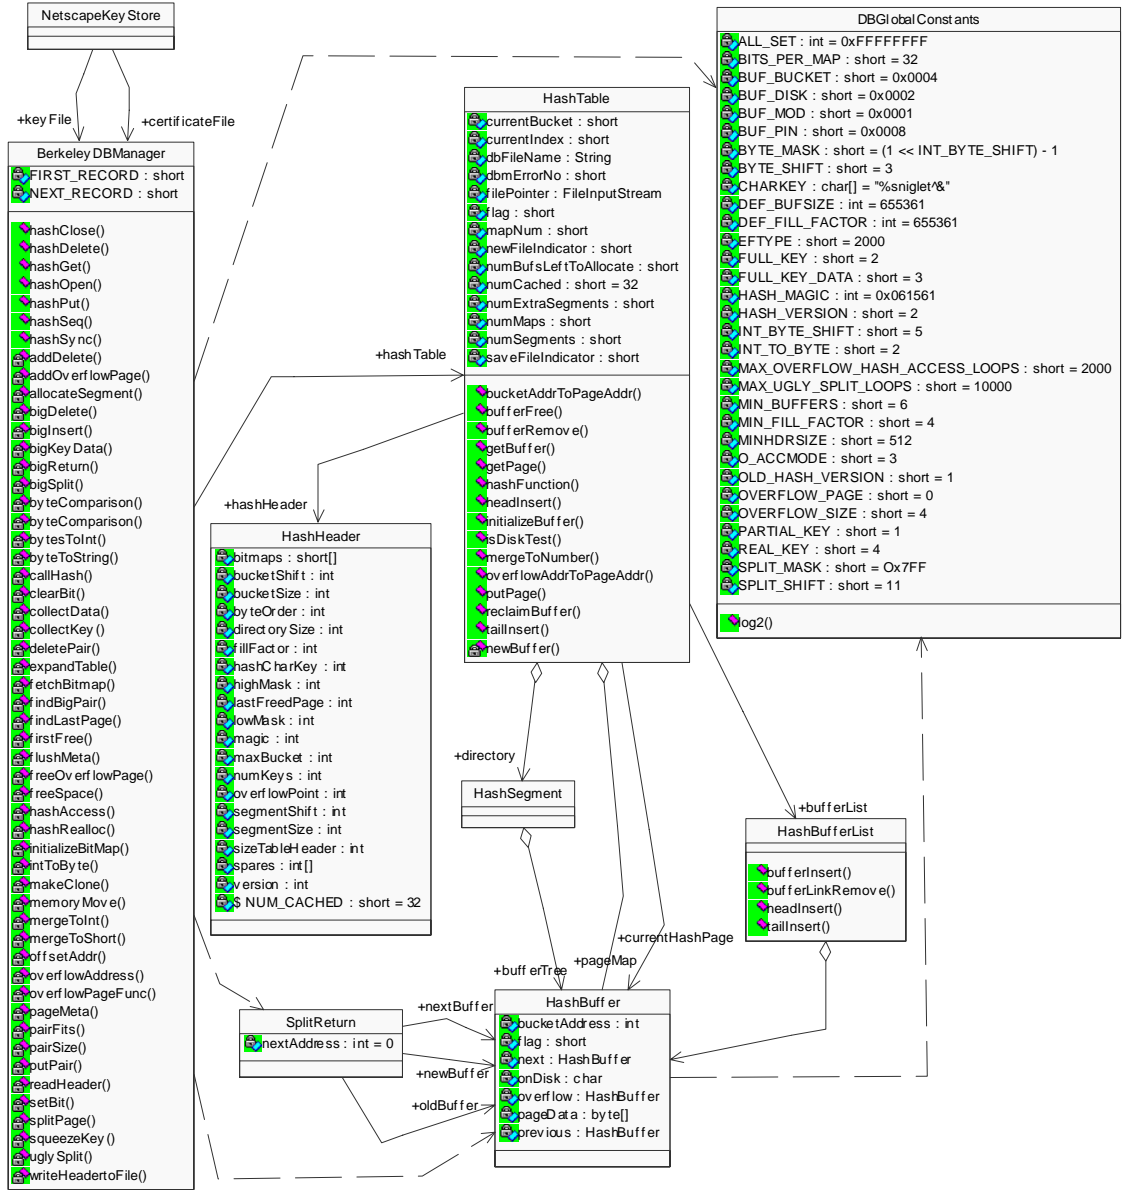 NetscapeKeyStore
+keyFile
+certificateFile
BerkeleyDBManager
FIRST_RECORD : short
NEXT_RECORD : short
hashClose()
hashDelete()
hashGet()
hashOpen()
hashPut()
hashSeq()
hashSync()
addDelete()
addOverflowPage()
allocateSegment()
bigDelete()
bigInsert()
bigKeyData()
bigReturn()
bigSplit()
byteComparison()
byteComparison()
bytesToInt()
byteToString()
callHash()
clearBit()
collectData()
collectKey()
deletePair()
expandTable()
fetchBitmap()
findBigPair()
findLastPage()
firstFree()
flushMeta()
freeOverflowPage()
freeSpace()
hashAccess()
hashRealloc()
initializeBitMap()
intToByte()
makeClone()
memoryMove()
mergeToInt()
mergeToShort()
offsetAddr()
overflowAddress()
overflowPageFunc()
pageMeta()
pairFits()
pairSize()
putPair()
readHeader()
setBit()
splitPage()
squeezeKey()
uglySplit()
writeHeadertoFile()
+hashTable
HashTable
currentBucket : short
currentIndex : short
dbFileName : String
dbmErrorNo : short
filePointer : FileInputStream
flag : short
mapNum : short
newFileIndicator : short
numBufsLeftToAllocate : short
numCached : short = 32
numExtraSegments : short
numMaps : short
numSegments : short
saveFileIndicator : short
bucketAddrToPageAddr()
bufferFree()
bufferRemove()
getBuffer()
getPage()
hashFunction()
headInsert()
initializeBuffer()
isDiskTest()
mergeToNumber()
overflowAddrToPageAddr()
putPage()
reclaimBuffer()
tailInsert()
newBuffer()
+hashHeader
HashHeader
bitmaps : short[]
bucketShift : int
bucketSize : int
byteOrder : int
directorySize : int
fillFactor : int
hashCharKey : int
highMask : int
lastFreedPage : int
lowMask : int
magic : int
maxBucket : int
numKeys : int
overflowPoint : int
segmentShift : int
segmentSize : int
sizeTableHeader : int
spares : int[]
version : int
$ NUM_CACHED : short = 32
DBGlobalConstants
ALL_SET : int = 0xFFFFFFFF
BITS_PER_MAP : short = 32
BUF_BUCKET : short = 0x0004
BUF_DISK : short = 0x0002
BUF_MOD : short = 0x0001
BUF_PIN : short = 0x0008
BYTE_MASK : short = (1 << INT_BYTE_SHIFT) - 1
BYTE_SHIFT : short = 3
CHARKEY : char[] = "%sniglet^&"
DEF_BUFSIZE : int = 655361
DEF_FILL_FACTOR : int = 655361
EFTYPE : short = 2000
FULL_KEY : short = 2
FULL_KEY_DATA : short = 3
HASH_MAGIC : int = 0x061561
HASH_VERSION : short = 2
INT_BYTE_SHIFT : short = 5
INT_TO_BYTE : short = 2
MAX_OVERFLOW_HASH_ACCESS_LOOPS : short = 2000
MAX_UGLY_SPLIT_LOOPS : short = 10000
MIN_BUFFERS : short = 6
MIN_FILL_FACTOR : short = 4
MINHDRSIZE : short = 512
O_ACCMODE : short = 3
OLD_HASH_VERSION : short = 1
OVERFLOW_PAGE : short = 0
OVERFLOW_SIZE : short = 4
PARTIAL_KEY : short = 1
REAL_KEY : short = 4
SPLIT_MASK : short = Ox7FF
SPLIT_SHIFT : short = 11
log2()
+directory
HashSegment
+bufferList
HashBufferList
bufferInsert()
bufferLinkRemove()
headInsert()
tailInsert()
+currentHashPage
+pageMap
+bufferTree
HashBuffer
bucketAddress : int
flag : short
next : HashBuffer
onDisk : char
overflow : HashBuffer
pageData : byte[]
previous : HashBuffer
SplitReturn
nextAddress : int = 0
+nextBuffer
+newBuffer
+oldBuffer